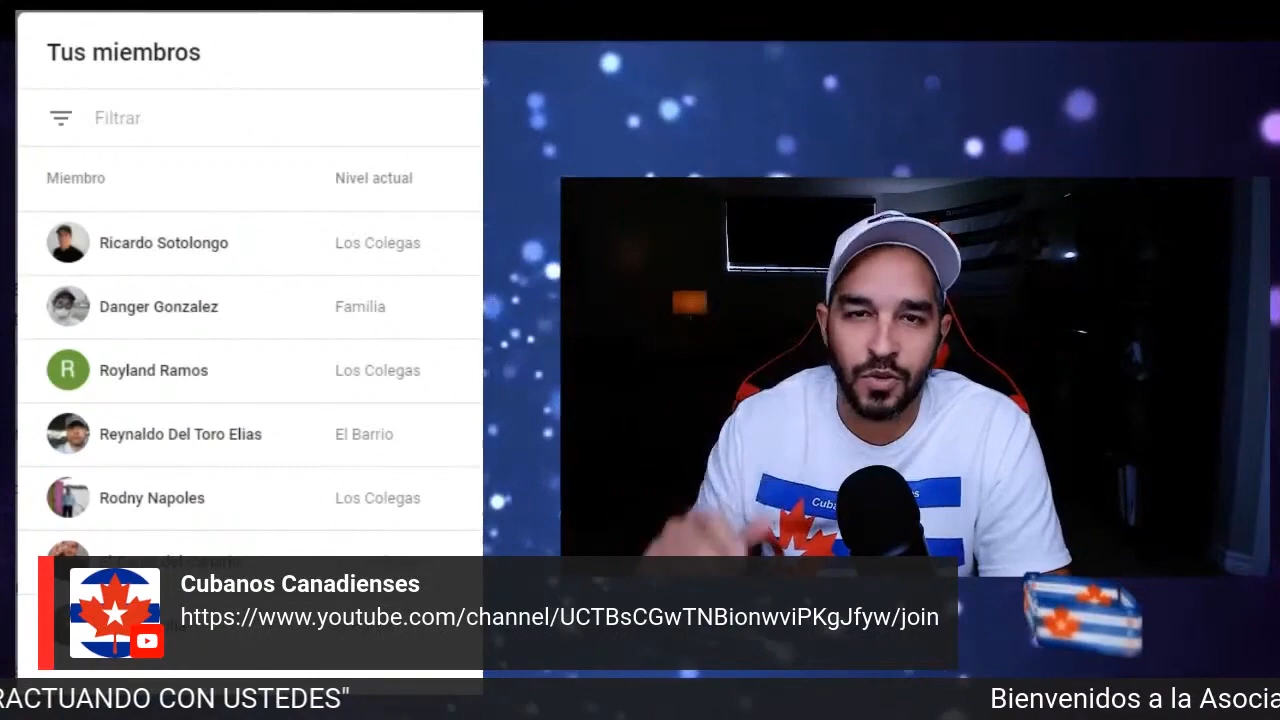 Tus miembros
Filtrar
Miembro Nivel actual
Ricardo Sotolongo Los Colegas
Danger Gonzalez Familia
R Royland Ramos Los Colegas
Reynaldo Del Toro Elias El Barrio
Rodny Napoles Los Colegas
Cubanos Canadienses
https://www.youtube.com/channel/UCTBsCGwTNBionwviPKgJfyw/join
RACTUANDO CON USTEDES"
Bienvenidos a la Asocia